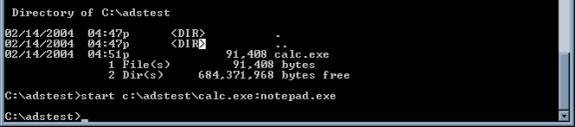 Directory of C:\adstest
02/14/2004 04:47p <DIR> .
02/14/2004 04:47p <DIR> ..
02/14/2004 04:51p 91,408 calc.exe
1 File(s) 91,408 bytes
2 Dir(s) 684,371,968 bytes free
C:\adstest>start c:\adstest\calc.exe:notepad.exe
C:\adstest>_